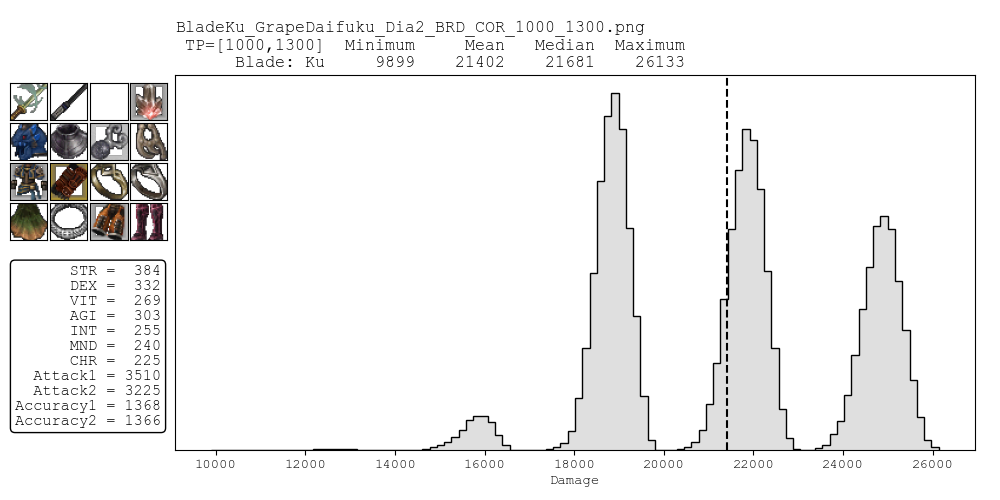 BladeKu_GrapeDaifuku_Dia2_BRD_COR_1000_1300.png
TP=[1000,1300] Minimum Mean Median Maximum
Blade: Ku 9899 21402 21681 26133
STR = 384
DEX = 332
VIT = 269
AGI = 303
INT = 255
MND = 240
CHR = 225
Attack1 = 3510
Attack2 = 3225
Accuracy1 = 1368
Accuracy2 = 1366
10000 12000 14000 16000 18000 20000 22000 24000 26000
Damage